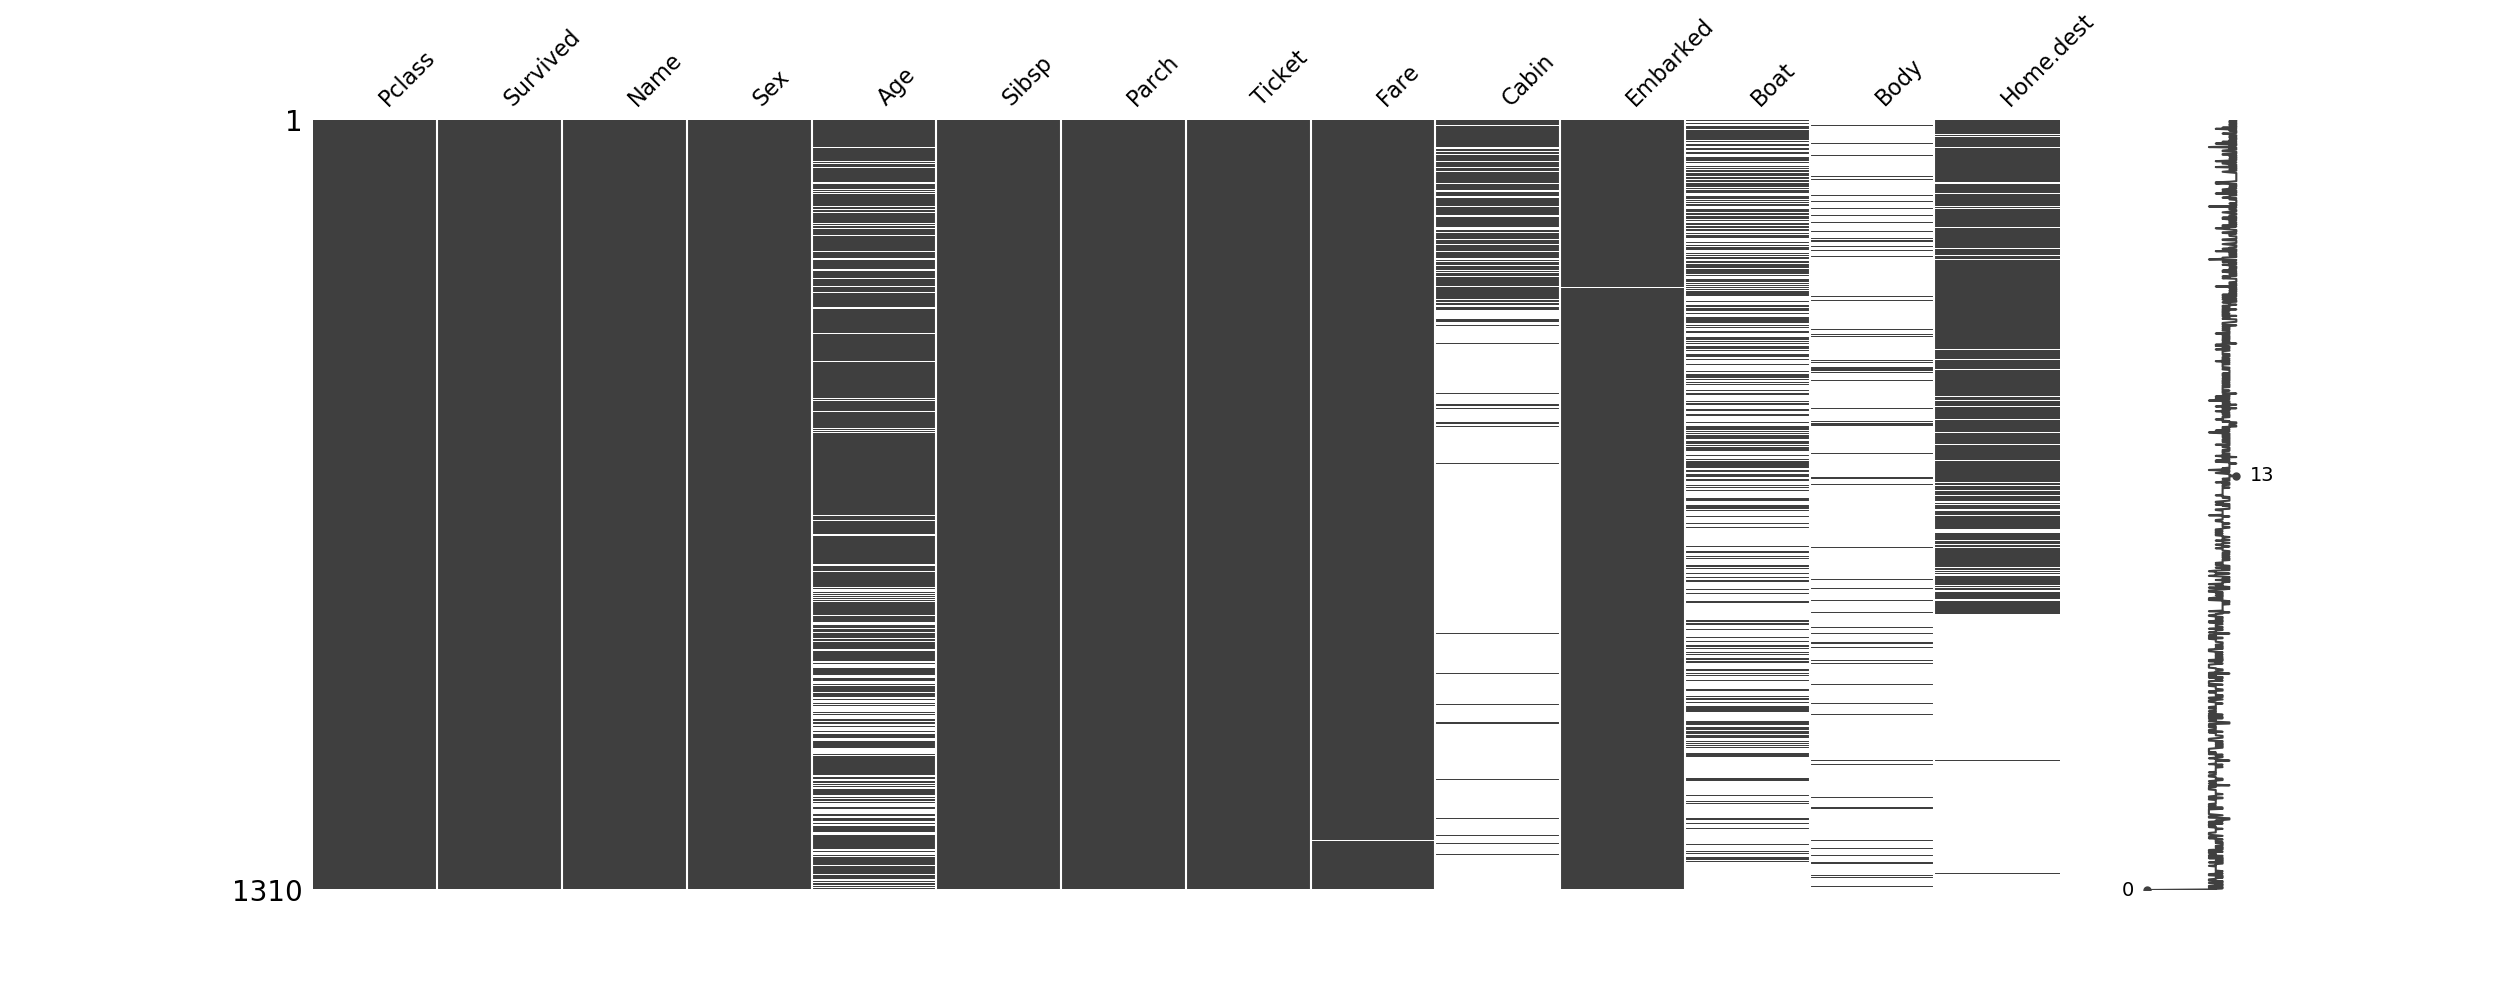 Pclass
Survived
Name
Sex
Age
Sibsp
Parch
Ticket
Fare
Cabin
Embarked
Boat
Body
Home.dest
1
13
1310
0